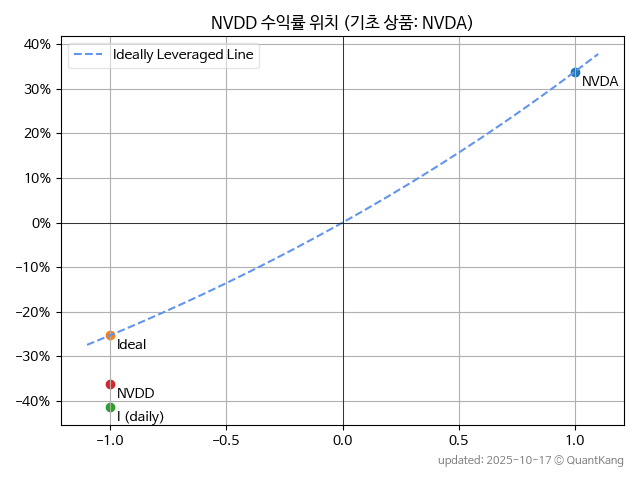 NVDD 수익률 위치 (기초 상품: NVDA)
40%
30%
20%
10%
0%
−10%
−20%
−30%
−40%
Ideally Leveraged Line
NVDA
Ideal
NVDD
I (daily)
−1.0 −0.5 0.0 0.5 1.0
updated: 2025-10-17 © QuantKang